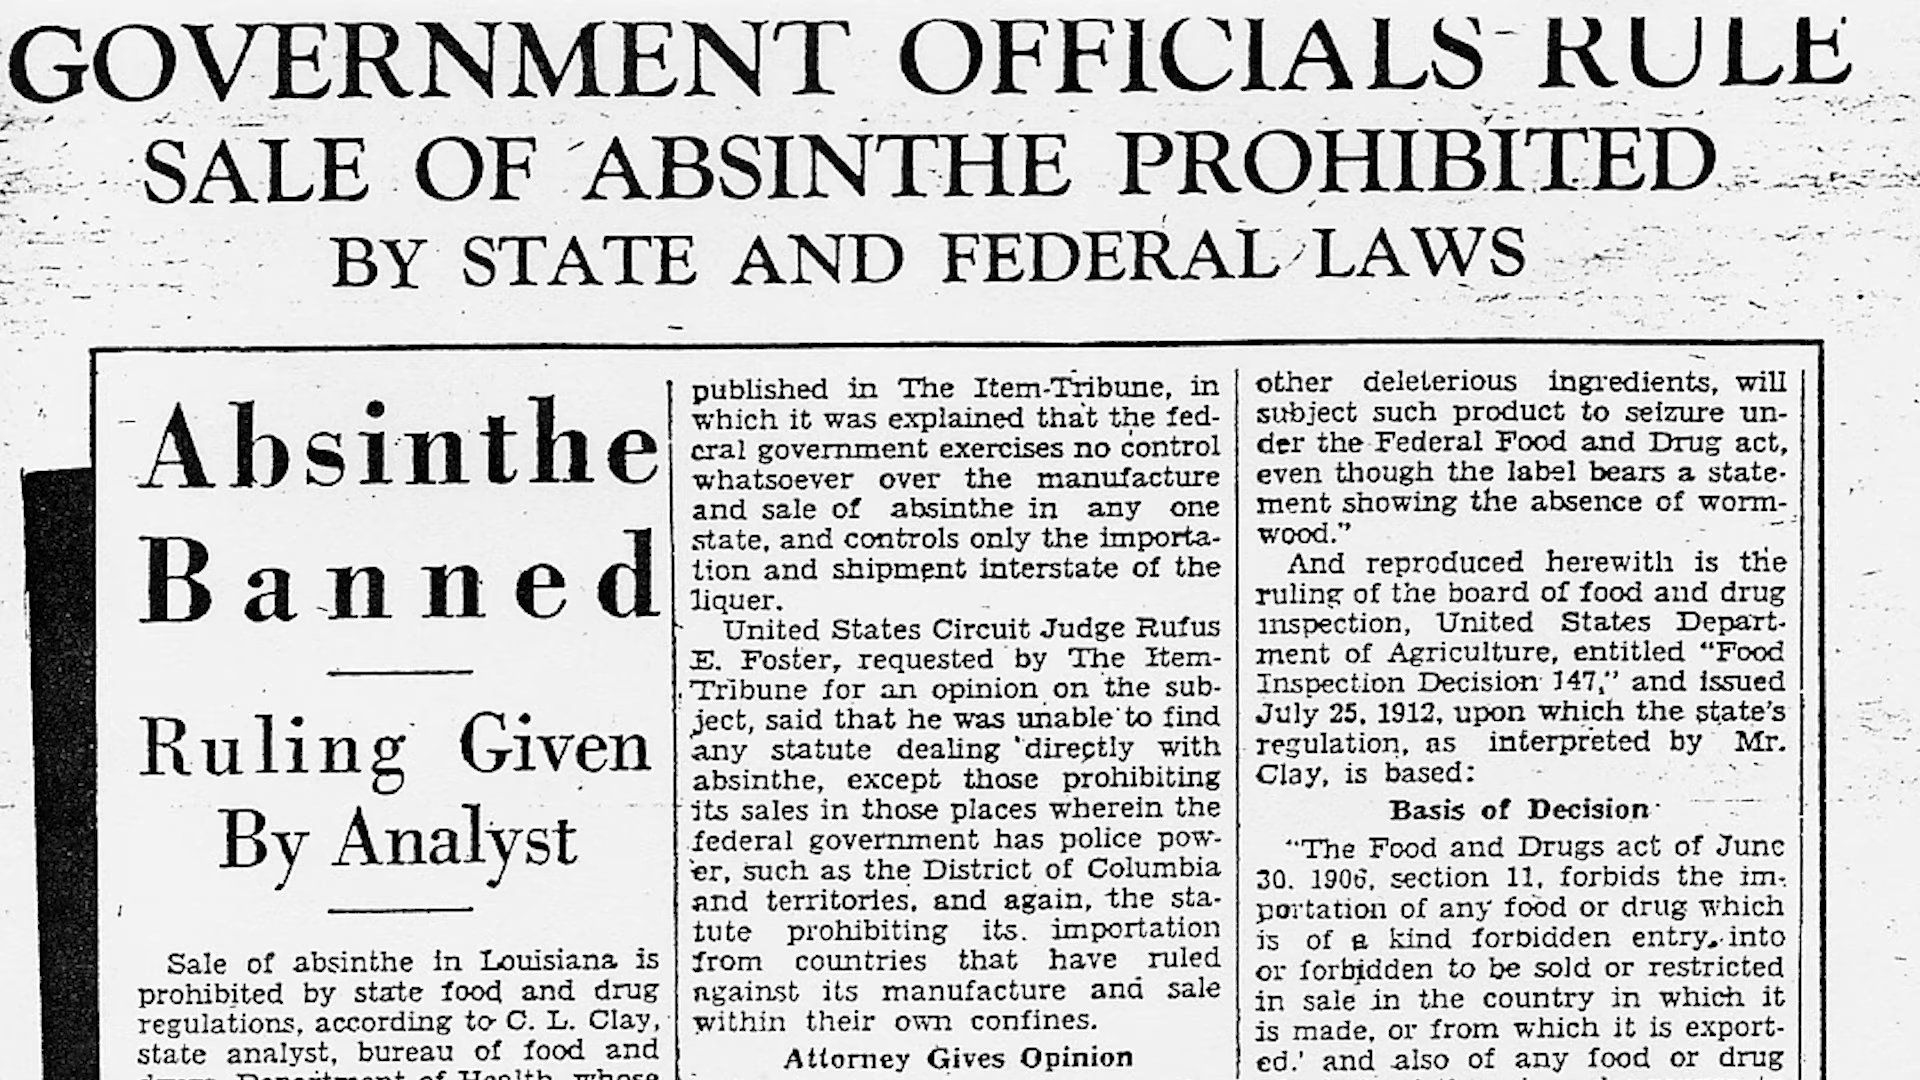 GOVERNMENT OFFICIALS RULE
SALE OF ABSINTHE PROHIBITED
BY STATE AND FEDERAL LAWS
Absinthe
Banned
Ruling Given
By Analyst
Sale of absinthe in Louisiana is
prohibited by state food and drug
regulations, according to C. L. Clay,
state analyst, bureau of food and
Department of Health, whose
published in The Item-Tribune, in
which it was explained that the fed-
eral government exercises no control
whatsoever over the manufacture
and sale of absinthe in any one
state, and controls only the importa-
tion and shipment interstate of the
liquer.
United States Circuit Judge Rufus
E. Foster, requested by The Item-
Tribune for an opinion on the sub-
ject, said that he was unable to find
any statute dealing directly with
absinthe, except those prohibiting
its sales in those places wherein the
federal government has police pow-
er, such as the District of Columbia
and territories, and again, the sta-
tute prohibiting its. importation
from countries that have ruled
against its manufacture and sale
within their own confines.
Attorney Gives Opinion
other deleterious ingredients, will
subject such product to seizure un-
der the Federal Food and Drug act,
even though the label bears a state-
ment showing the absence of worm-
wood."
And reproduced herewith is the
ruling of the board of food and drug
inspection, United States Depart-
ment of Agriculture, entitled "Food
Inspection Decision 147," and issued
July 25, 1912, upon which the state's
regulation, as interpreted by Mr.
Clay, is based:
Basis of Decision
"The Food and Drugs act of June
30, 1906, section 11, forbids the im-
portation of any food or drug which
is of a kind forbidden entry into
or forbidden to be sold or restricted
in sale in the country in which it
is made, or from which it is export-
ed.' and also of any food or drug